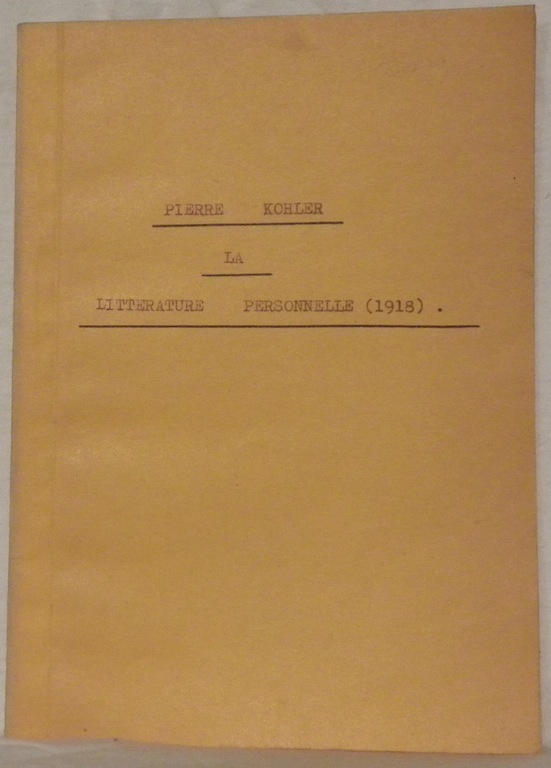 PIERRE KOHLER
LA
LITTERATURE PERSONNELLE (1918) .